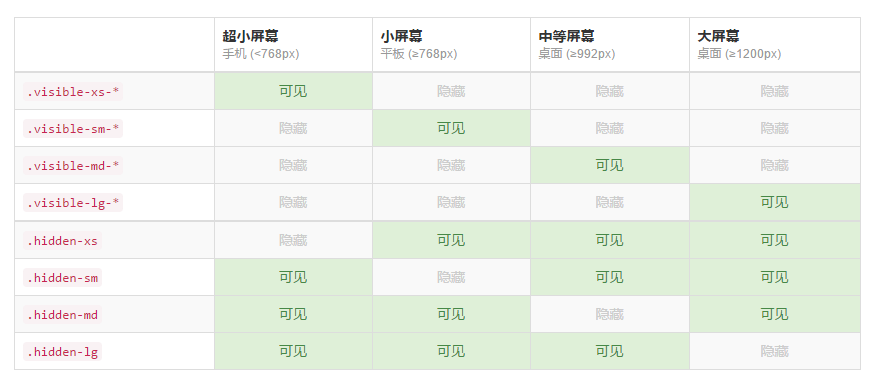 超小屏幕 小屏幕 中等屏幕 大屏幕
手机 (<768px) 平板 (≥768px) 桌面 (≥992px) 桌面 (≥1200px)
.visible-xs-* 可见 隐藏 隐藏 隐藏
.visible-sm-* 隐藏 可见 隐藏 隐藏
.visible-md-* 隐藏 隐藏 可见 隐藏
.visible-lg-* 隐藏 隐藏 隐藏 可见
.hidden-xs 隐藏 可见 可见 可见
.hidden-sm 可见 隐藏 可见 可见
.hidden-md 可见 可见 隐藏 可见
.hidden-lg 可见 可见 可见 隐藏